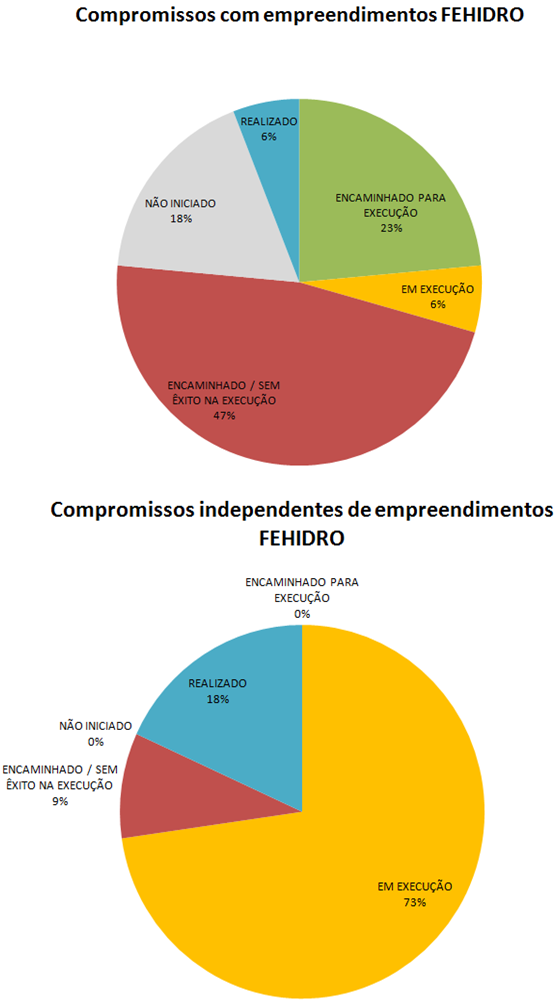 Compromissos com empreendimentos FEHIDRO
REALIZADO
6%
ENCAMINHADO PARA
EXECUÇÃO
23%
NÃO INICIADO
18%
EM EXECUÇÃO
6%
ENCAMINHADO / SEM
ÊXITO NA EXECUÇÃO
47%
Compromissos independentes de empreendimentos
FEHIDRO
ENCAMINHADO PARA
EXECUÇÃO
0%
REALIZADO
18%
NÃO INICIADO
0%
ENCAMINHADO / SEM
ÊXITO NA EXECUÇÃO
9%
EM EXECUÇÃO
73%